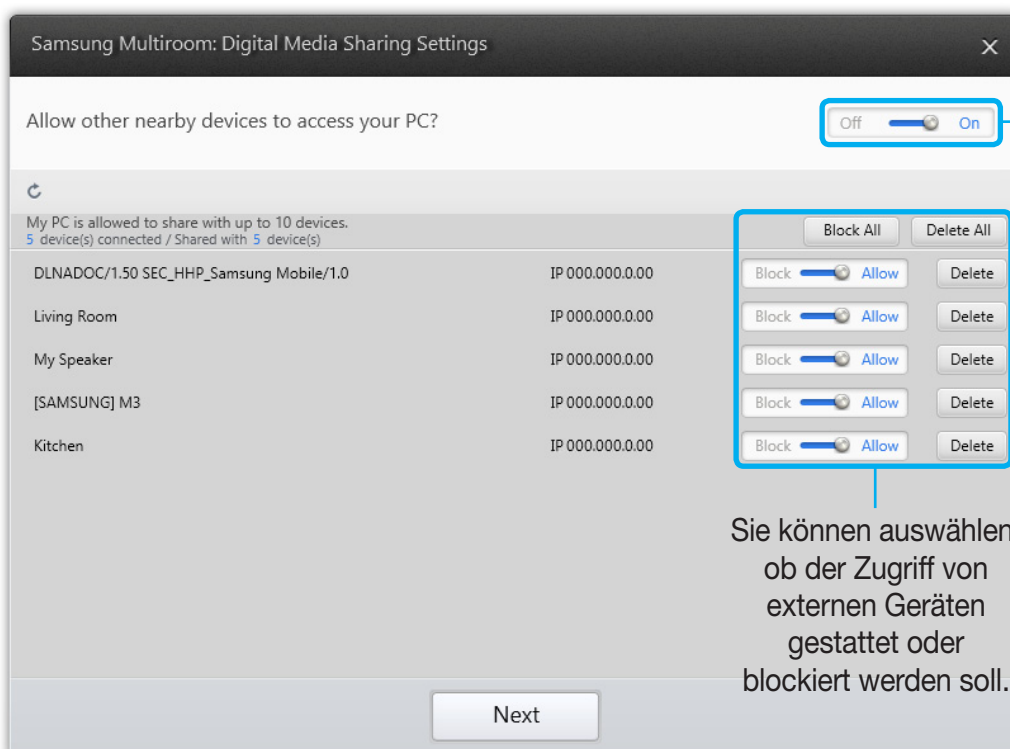 Samsung Multiroom: Digital Media Sharing Settings
Allow other nearby devices to access your PC?
Off On
My PC is allowed to share with up to 10 devices.
5 device(s) connected / Shared with 5 device(s)
Block All Delete All
DLNADOC/1.50 SEC_HHP_Samsung Mobile/1.0 IP 000.000.0.00 Block Allow Delete
Living Room IP 000.000.0.00 Block Allow Delete
My Speaker IP 000.000.0.00 Block Allow Delete
[SAMSUNG] M3 IP 000.000.0.00 Block Allow Delete
Kitchen IP 000.000.0.00 Block Allow Delete
Sie können auswählen
ob der Zugriff von
externen Geräten
gestattet oder
blockiert werden soll.
Next